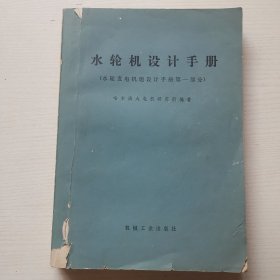 水轮机设计手册
(水轮发电机组设计手册第一部分)
哈尔滨大电机研究所编著
机械工业出版社